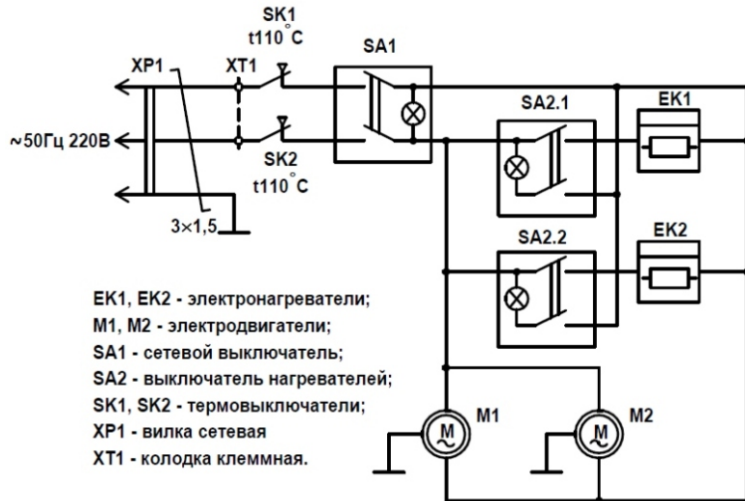 SK1
t110°C
SA1
XP1
XT1
SA2.1
EK1
~50Гц 220В
SK2
t110°C
3×1,5
SA2.2
EK2
EK1, EK2 - электронагреватели;
M1, M2 - электродвигатели;
SA1 - сетевой выключатель;
SA2 - выключатель нагревателей;
SK1, SK2 - термовыключатели;
XP1 - вилка сетевая
XT1 - колодка клеммная.
M
M1
M
M2